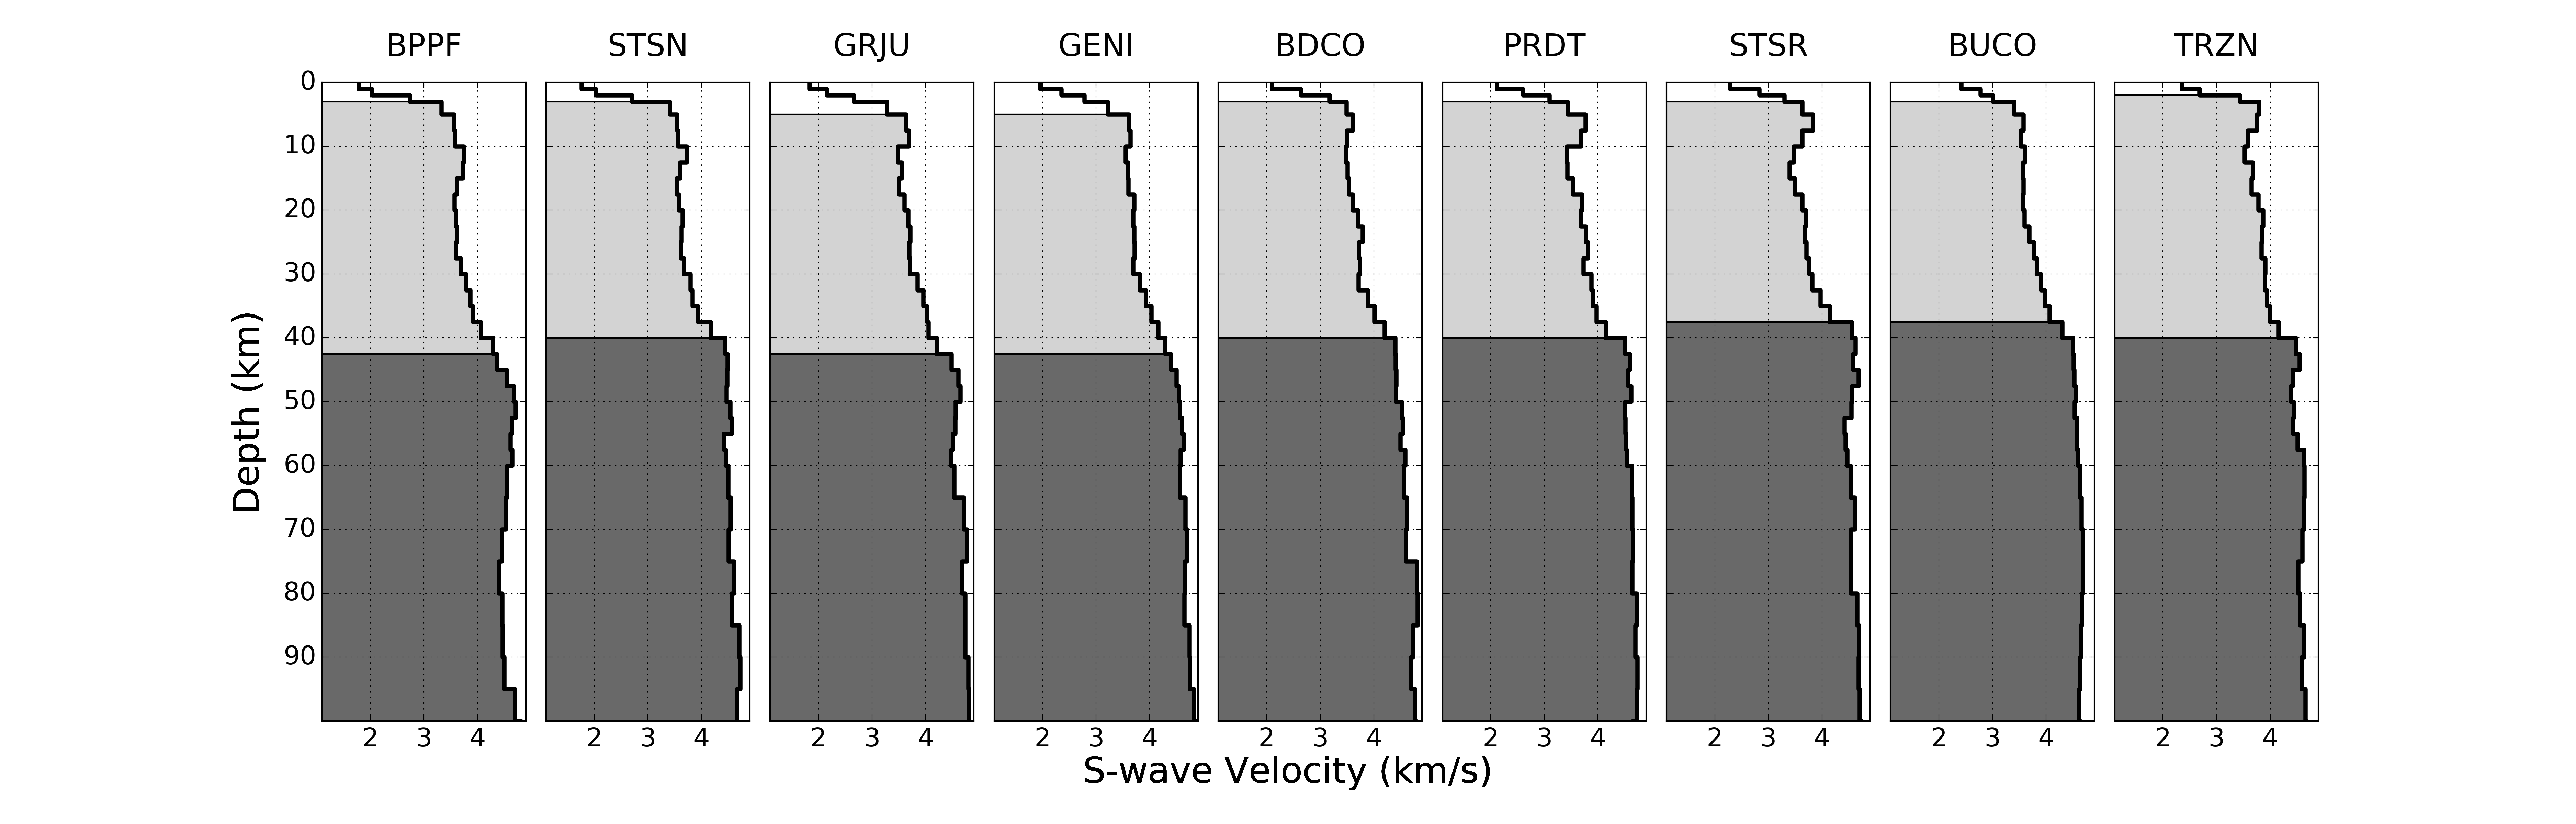 BPPF STSN GRJU GENI BDCO PRDT STSR BUCO TRZN
0
10
20
30
40
50
60
70
80
90
Depth (km)
2 3 4 2 3 4 2 3 4 2 3 4 2 3 4 2 3 4 2 3 4 2 3 4 2 3 4
S-wave Velocity (km/s)